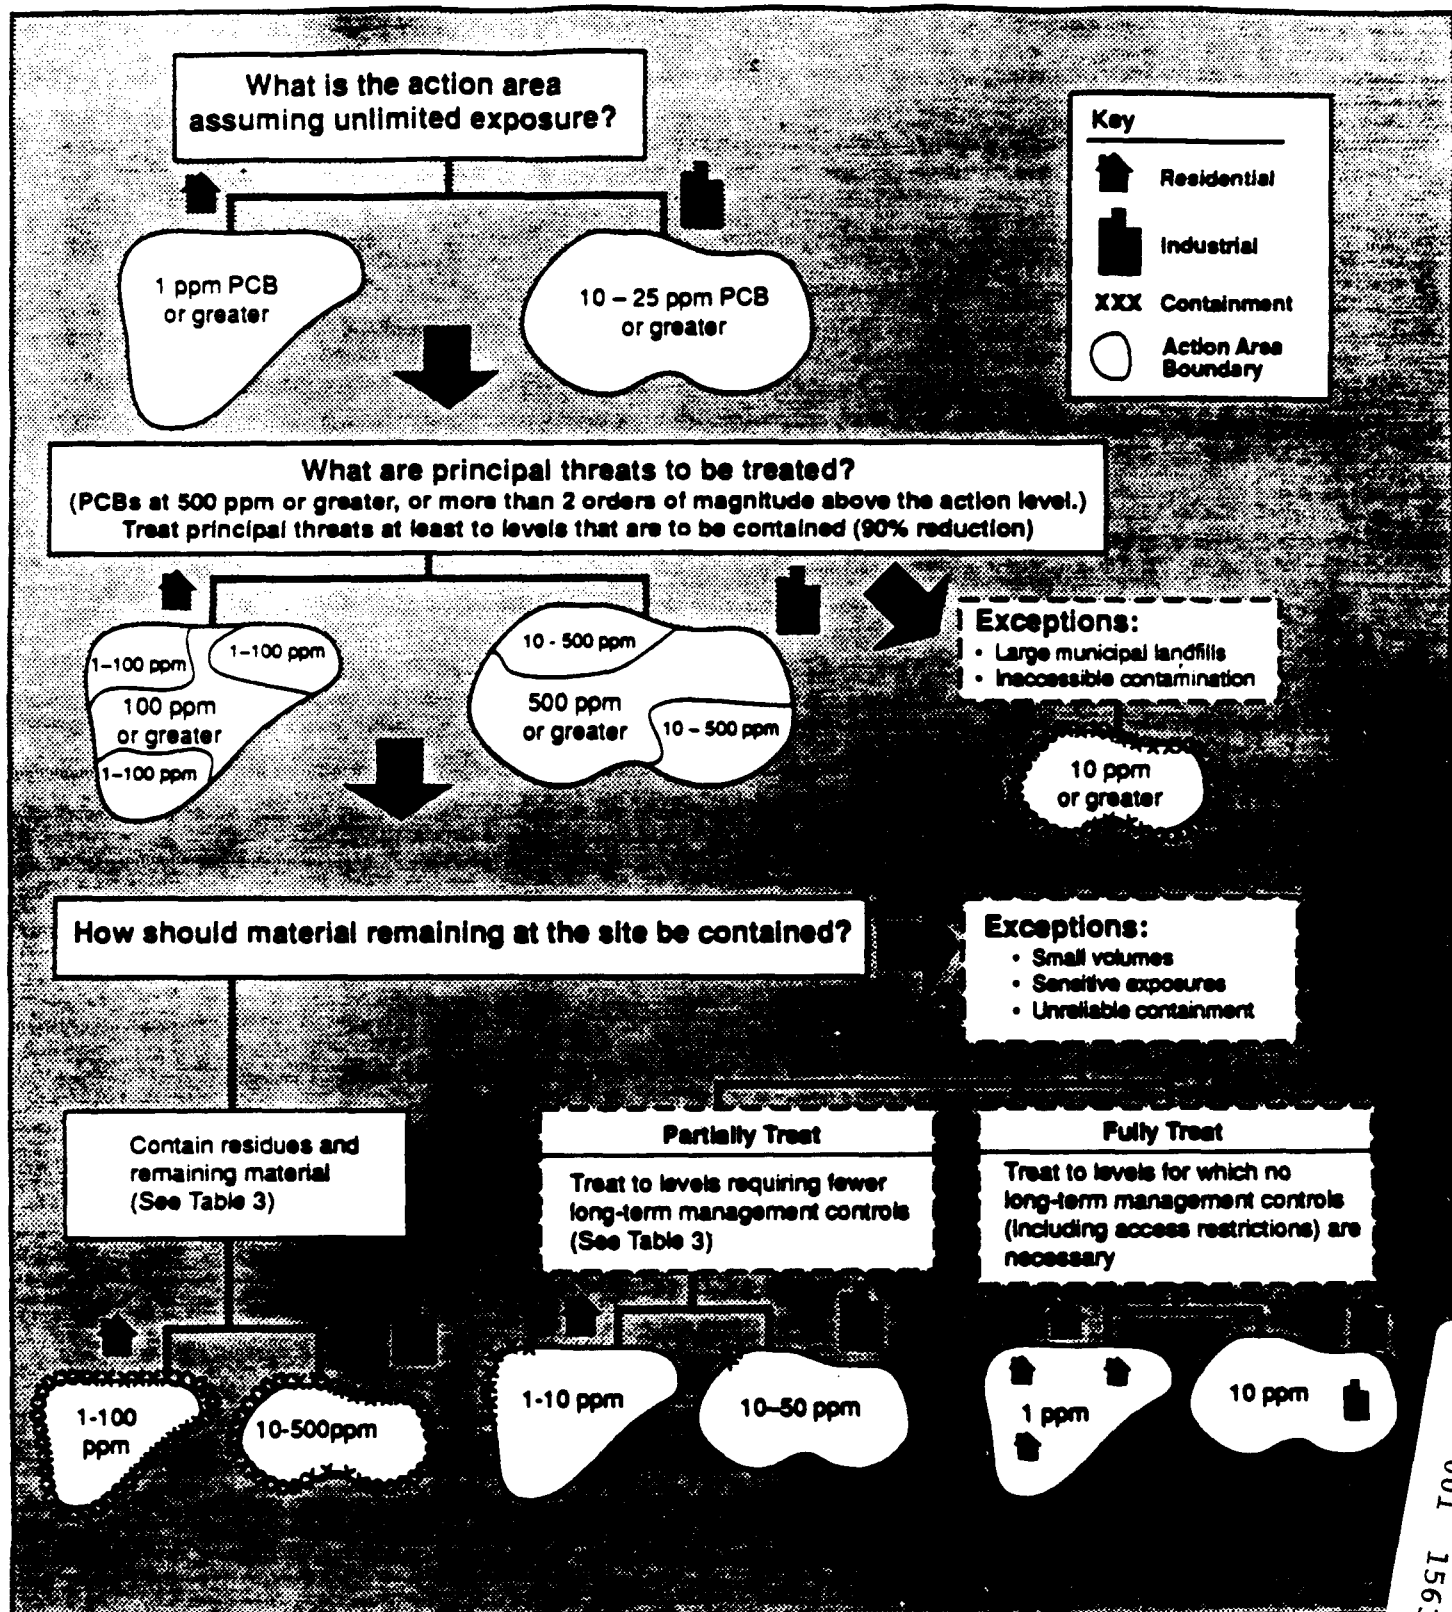 What is the action area
assuming unlimited exposure?
Key
Residential
Industrial
XXX Containment
Action Area
Boundary
1 ppm PCB
or greater
10 – 25 ppm PCB
or greater
What are principal threats to be treated?
(PCBs at 500 ppm or greater, or more than 2 orders of magnitude above the action level.)
Treat principal threats at least to levels that are to be contained (90% reduction)
1–100 ppm
1–100 ppm
100 ppm
or greater
1–100 ppm
10 - 500 ppm
500 ppm
or greater
10 – 500 ppm
Exceptions:
• Large municipal landfills
• Inaccessible contamination
10 ppm
or greater
How should material remaining at the site be contained?
Exceptions:
• Small volumes
• Sensitive exposures
• Unreliable containment
Contain residues and
remaining material
(See Table 3)
Partially Treat
Treat to levels requiring fewer
long-term management controls
(See Table 3)
Fully Treat
Treat to levels for which no
long-term management controls
(including access restrictions) are
necessary
1-100
ppm
10-500ppm
1-10 ppm
10–50 ppm
1 ppm
10 ppm
001